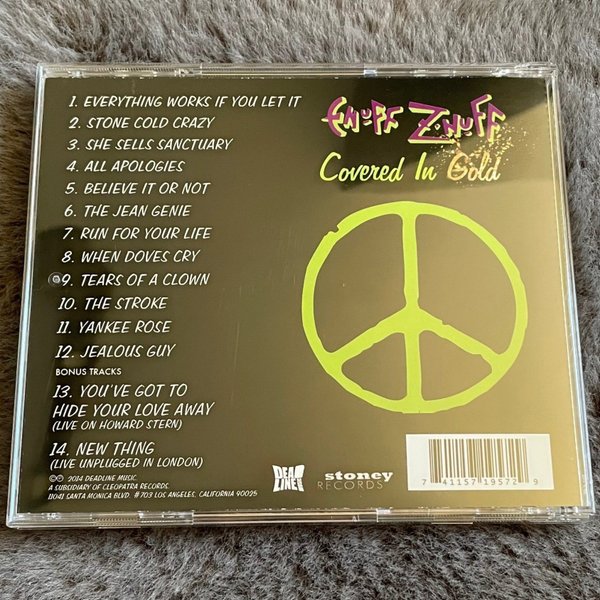 1. EVERYTHING WORKS IF YOU LET IT
2. STONE COLD CRAZY
3. SHE SELLS SANCTUARY
4. ALL APOLOGIES
5. BELIEVE IT OR NOT
6. THE JEAN GENIE
7. RUN FOR YOUR LIFE
8. WHEN DOVES CRY
9. TEARS OF A CLOWN
10. THE STROKE
11. YANKEE ROSE
12. JEALOUS GUY
BONUS TRACKS
13. YOU'VE GOT TO
HIDE YOUR LOVE AWAY
(LIVE ON HOWARD STERN)
14. NEW THING
(LIVE UNPLUGGED IN LONDON)
©℗ 2014 DEADLINE MUSIC.
A SUBSIDIARY OF CLEOPATRA RECORDS.
11041 SANTA MONICA BLVD. #703 LOS ANGELES, CALIFORNIA 90025
ENUFF Z'NUFF
Covered In Gold
DEAD
LINE
stoney
RECORDS
7 41157 19572 9